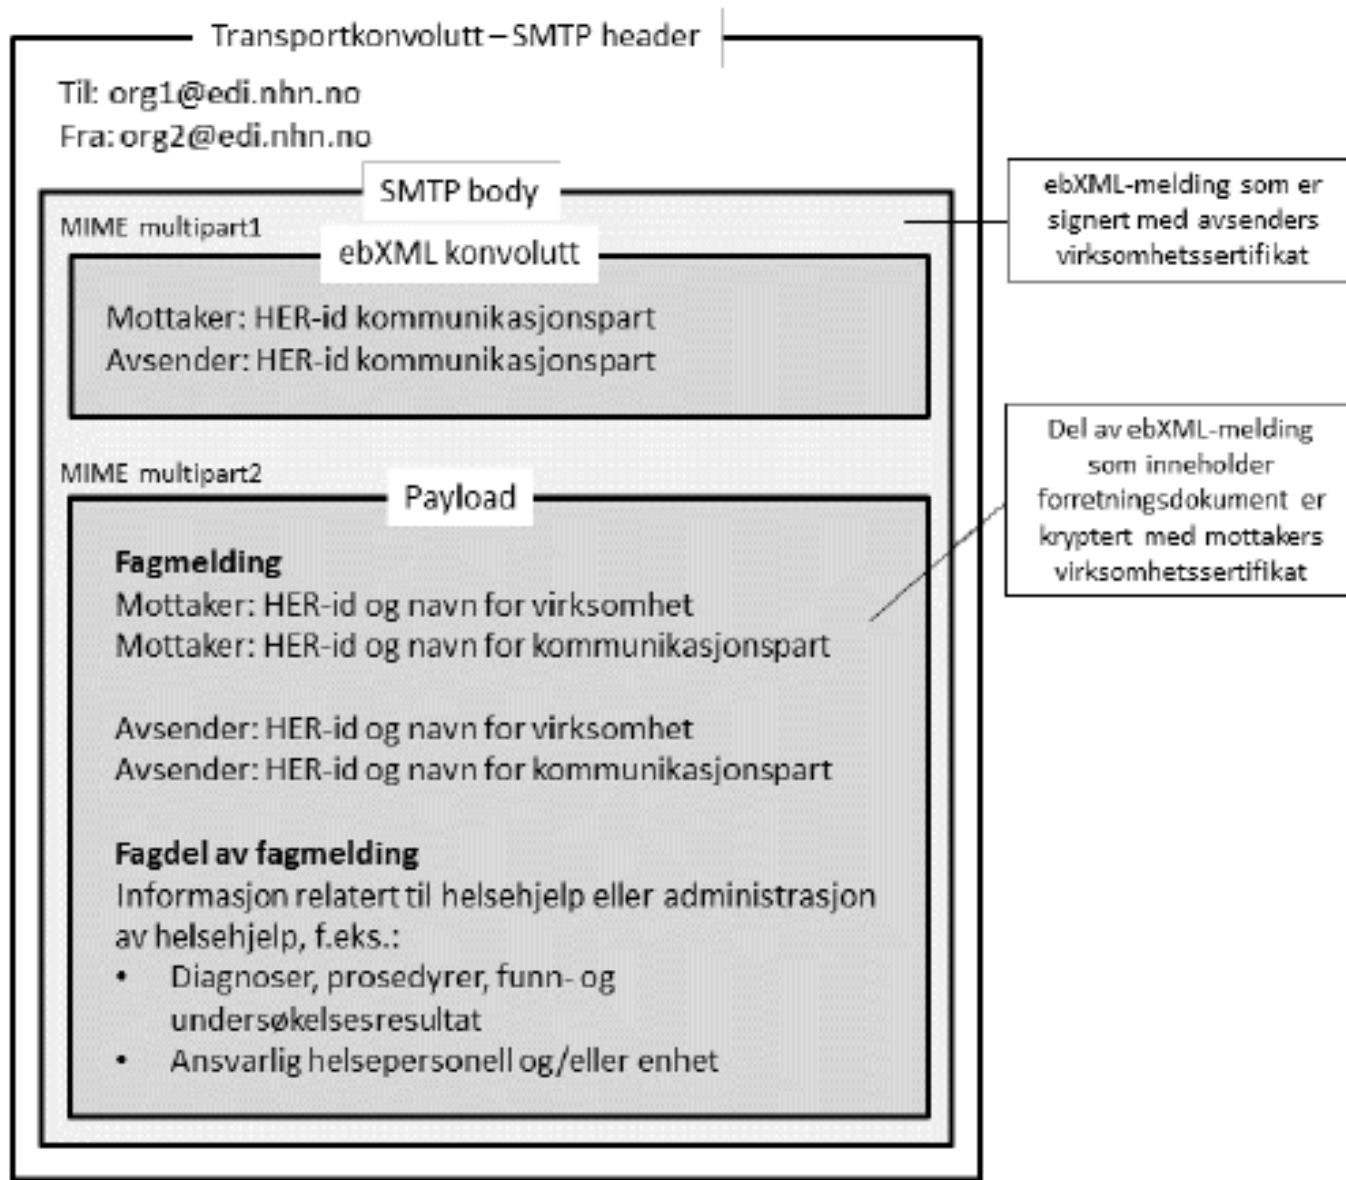 Transportkonvolutt – SMTP header
Til: org1@edi.nhn.no
Fra: org2@edi.nhn.no
SMTP body
MIME multipart1
ebXML konvolutt
Mottaker: HER-id kommunikasjonspart
Avsender: HER-id kommunikasjonspart
MIME multipart2
Payload
Fagmelding
Mottaker: HER-id og navn for virksomhet
Mottaker: HER-id og navn for kommunikasjonspart
Avsender: HER-id og navn for virksomhet
Avsender: HER-id og navn for kommunikasjonspart
Fagdel av fagmelding
Informasjon relatert til helsehjelp eller administrasjon
av helsehjelp, f.eks.:
• Diagnoser, prosedyrer, funn- og
undersøkelsesresultat
• Ansvarlig helsepersonell og/eller enhet
ebXML-melding som er
signert med avsenders
virksomhetssertifikat
Del av ebXML-melding
som inneholder
forretningsdokument er
kryptert med mottakers
virksomhetssertifikat